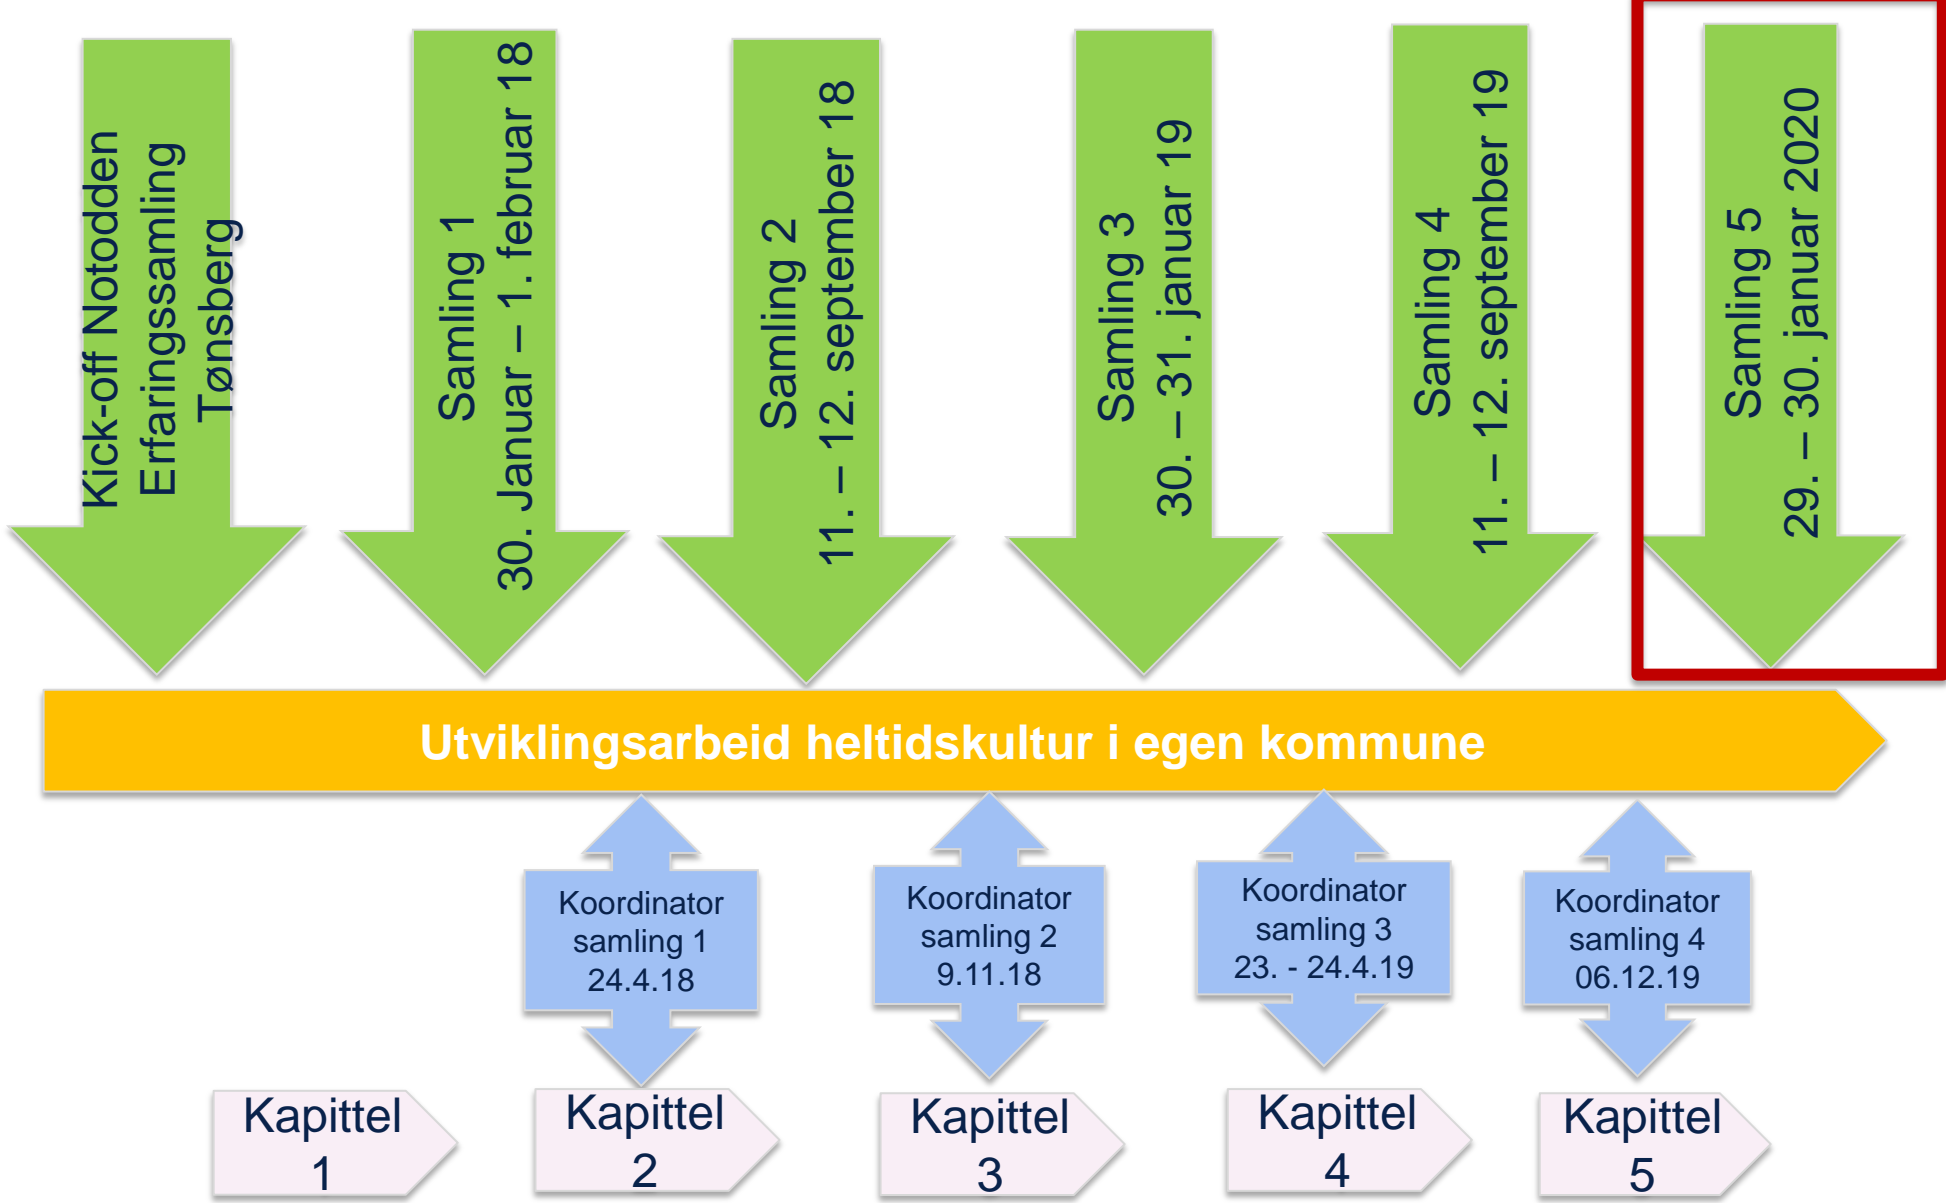 Kick-off Notodden
Erfaringssamling
Tønsberg
Samling 1
30. Januar – 1. februar 18
Samling 2
11. – 12. september 18
Samling 3
30. – 31. januar 19
Samling 4
11. – 12. september 19
Samling 5
29. – 30. januar 2020
Utviklingsarbeid heltidskultur i egen kommune
Koordinator
samling 1
24.4.18
Koordinator
samling 2
9.11.18
Koordinator
samling 3
23. - 24.4.19
Koordinator
samling 4
06.12.19
Kapittel
1
Kapittel
2
Kapittel
3
Kapittel
4
Kapittel
5